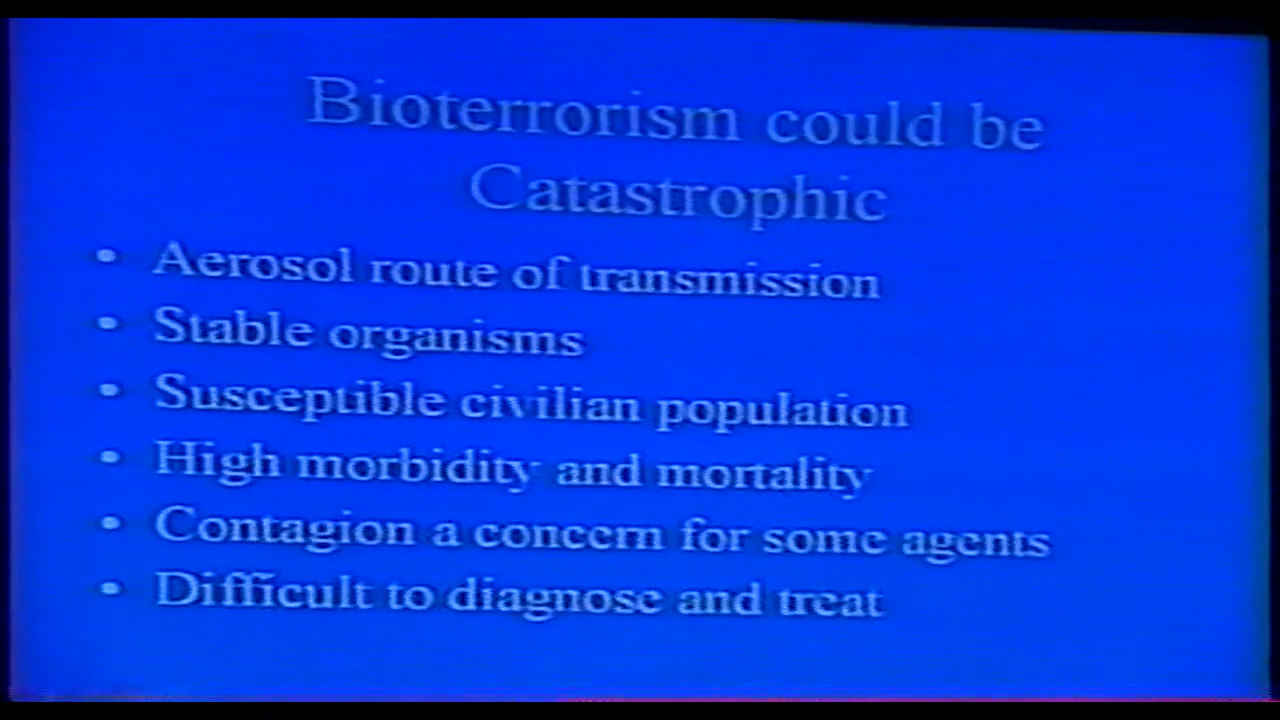 Bioterrorism could be
Catastrophic
• Aerosol route of transmission
• Stable organisms
• Susceptible civilian population
• High morbidity and mortality
• Contagion a concern for some agents
• Difficult to diagnose and treat